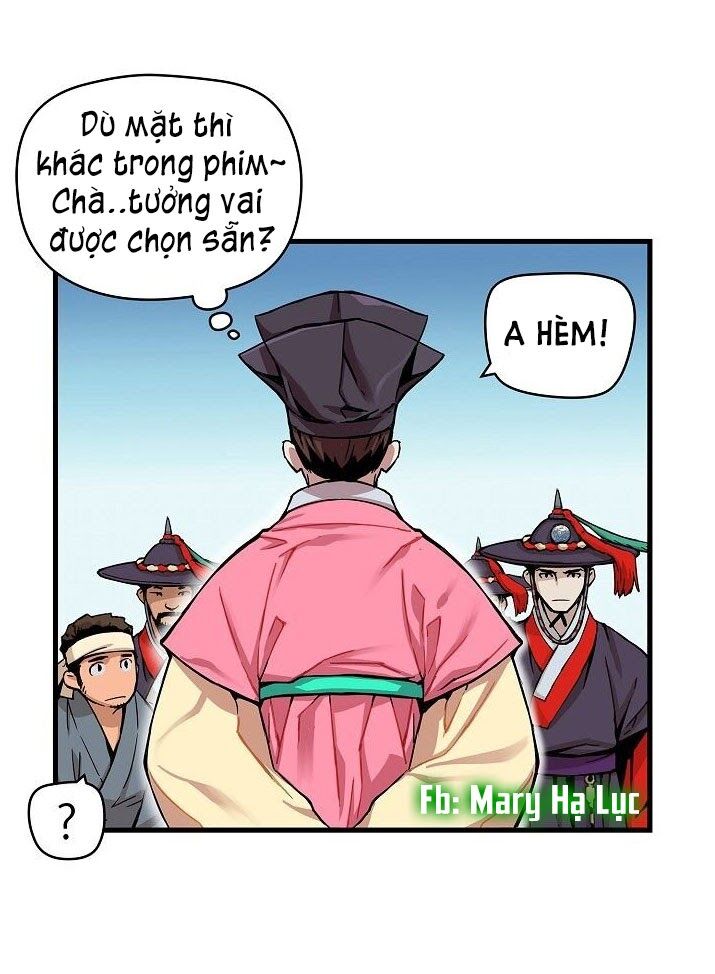 Dù mặt thì
khác trong phim~
Chà..tưởng vai
được chọn sẵn?
A HÈM!
?
Fb: Mary Hạ Lục